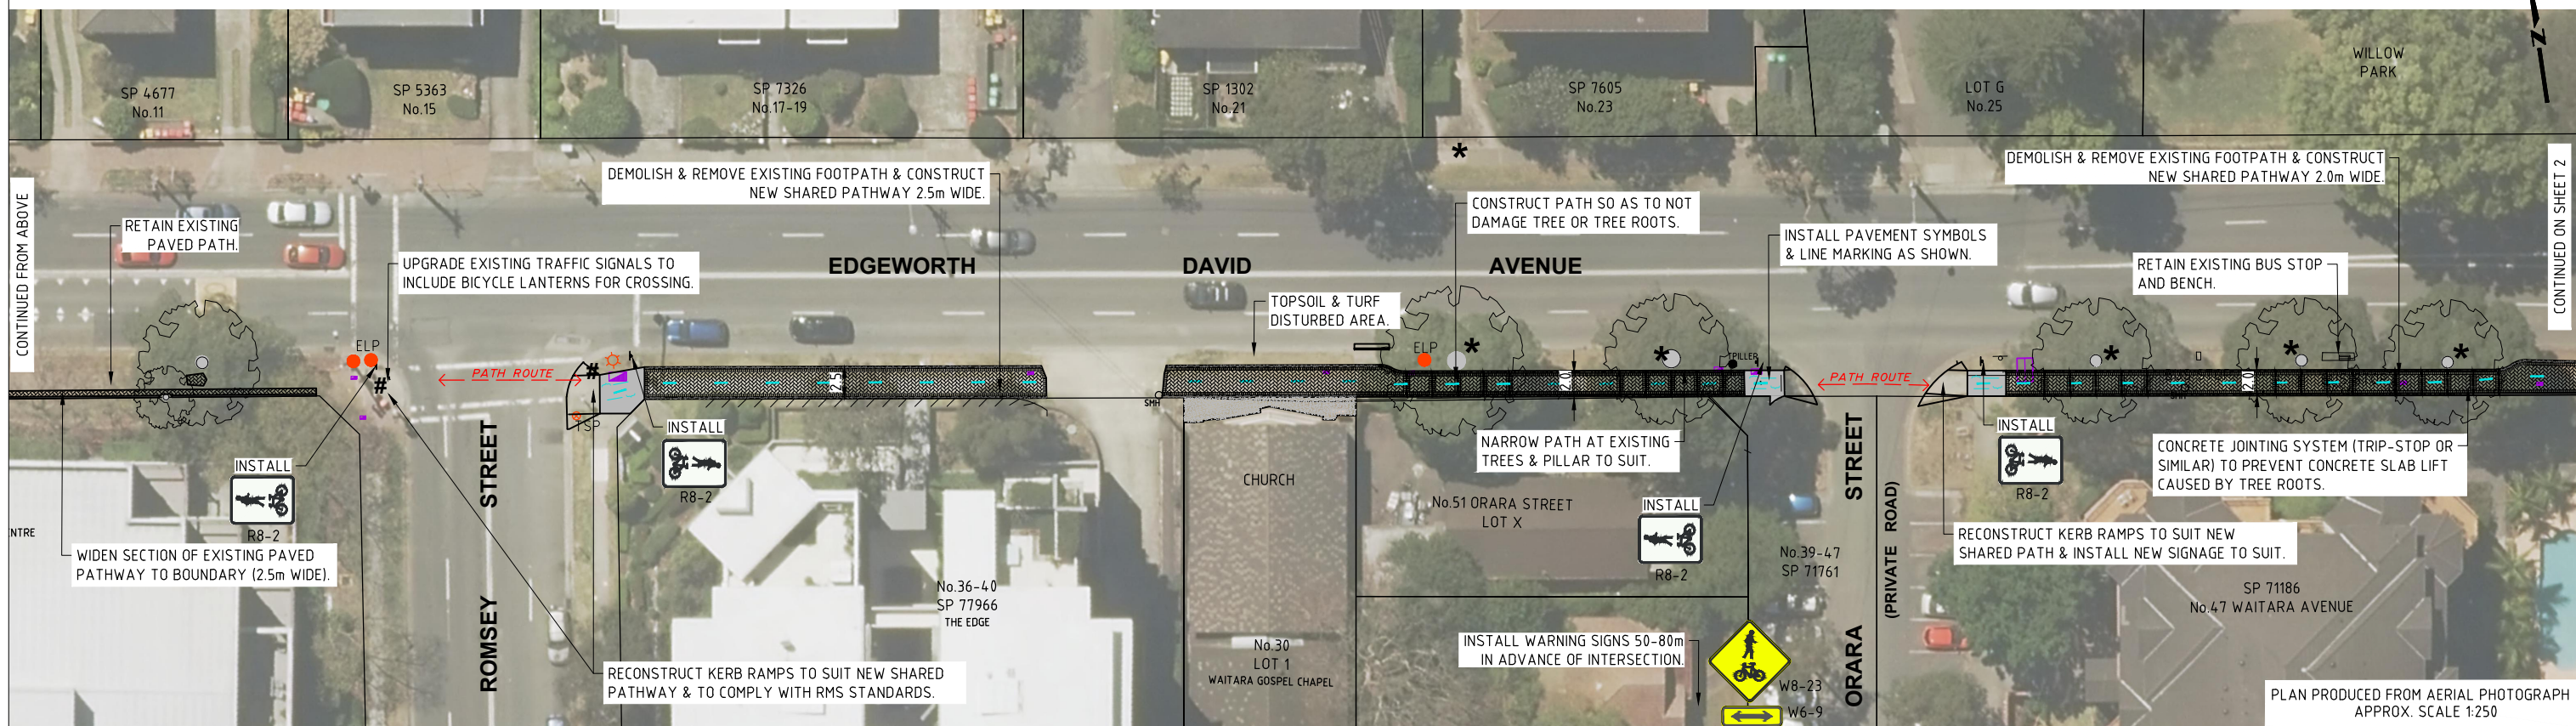 SP 4677
No.11
SP 5363
No.15
SP 7326
No.17-19
SP 1302
No.21
SP 7605
No.23
LOT G
No.25
WILLOW
PARK
N
CONTINUED FROM ABOVE
RETAIN EXISTING
PAVED PATH.
DEMOLISH & REMOVE EXISTING FOOTPATH & CONSTRUCT
NEW SHARED PATHWAY 2.5m WIDE.
*
CONSTRUCT PATH SO AS TO NOT
DAMAGE TREE OR TREE ROOTS.
DEMOLISH & REMOVE EXISTING FOOTPATH & CONSTRUCT
NEW SHARED PATHWAY 2.0m WIDE.
CONTINUED ON SHEET 2
UPGRADE EXISTING TRAFFIC SIGNALS TO
INCLUDE BICYCLE LANTERNS FOR CROSSING.
EDGEWORTH DAVID AVENUE
INSTALL PAVEMENT SYMBOLS
& LINE MARKING AS SHOWN.
RETAIN EXISTING BUS STOP
AND BENCH.
TOPSOIL & TURF
DISTURBED AREA.
ELP
#
PATH ROUTE
#
TSP
2.5
SMH
ELP
*
2.0
*
PILLER
PATH ROUTE
*
2.0
*
*
SMH
INSTALL
R8-2
INSTALL
R8-2
NARROW PATH AT EXISTING
TREES & PILLAR TO SUIT.
INSTALL
R8-2
INSTALL
R8-2
CONCRETE JOINTING SYSTEM (TRIP-STOP OR
SIMILAR) TO PREVENT CONCRETE SLAB LIFT
CAUSED BY TREE ROOTS.
NTRE
WIDEN SECTION OF EXISTING PAVED
PATHWAY TO BOUNDARY (2.5m WIDE).
ROMSEY STREET
RECONSTRUCT KERB RAMPS TO SUIT NEW SHARED
PATHWAY & TO COMPLY WITH RMS STANDARDS.
No.36-40
SP 77966
THE EDGE
CHURCH
No.30
LOT 1
WAITARA GOSPEL CHAPEL
No.51 ORARA STREET
LOT X
INSTALL WARNING SIGNS 50-80m
IN ADVANCE OF INTERSECTION.
W8-23
W6-9
No.39-47
SP 71761
ORARA STREET
(PRIVATE ROAD)
RECONSTRUCT KERB RAMPS TO SUIT NEW
SHARED PATH & INSTALL NEW SIGNAGE TO SUIT.
SP 71186
No.47 WAITARA AVENUE
PLAN PRODUCED FROM AERIAL PHOTOGRAPH
APPROX. SCALE 1:250